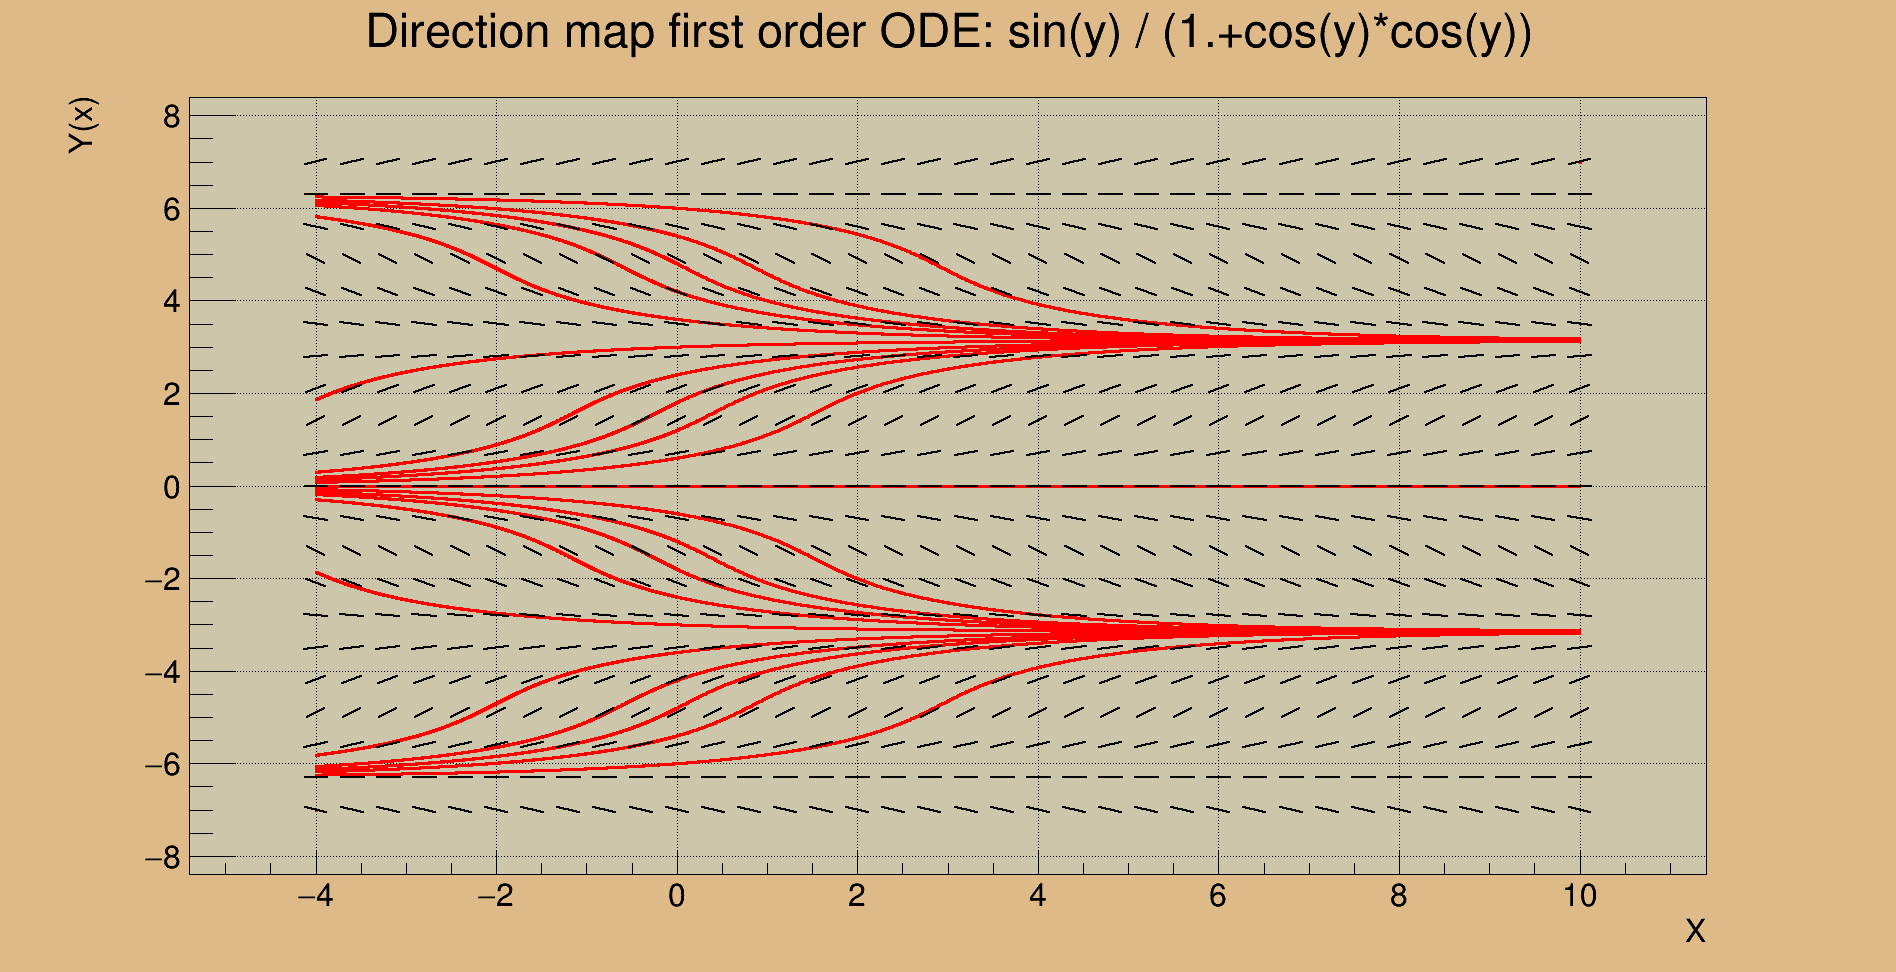 Direction map first order ODE: sin(y) / (1.+cos(y)*cos(y))
Y(x)
8
6
4
2
0
−2
−4
−6
−8
−4 −2 0 2 4 6 8 10
X